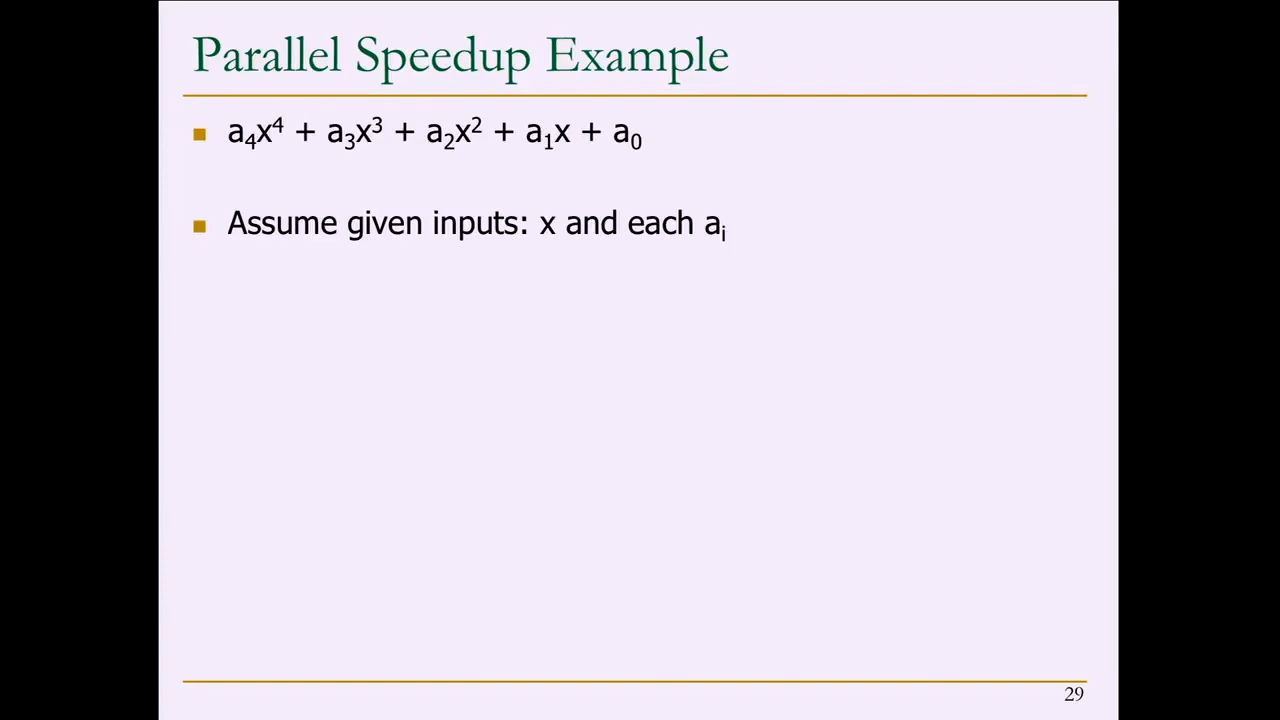 Parallel Speedup Example
a₄x⁴ + a₃x³ + a₂x² + a₁x + a₀
Assume given inputs: x and each aᵢ
29